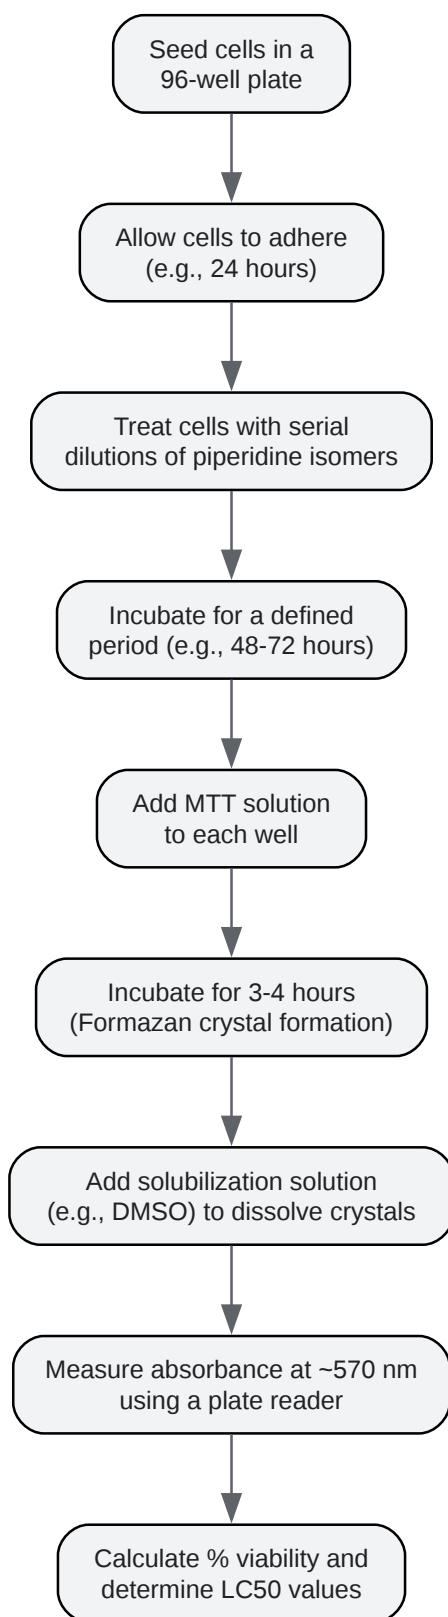 Seed cells in a
96-well plate
Allow cells to adhere
(e.g., 24 hours)
Treat cells with serial
dilutions of piperidine isomers
Incubate for a defined
period (e.g., 48-72 hours)
Add MTT solution
to each well
Incubate for 3-4 hours
(Formazan crystal formation)
Add solubilization solution
(e.g., DMSO) to dissolve crystals
Measure absorbance at ~570 nm
using a plate reader
Calculate % viability and
determine LC50 values